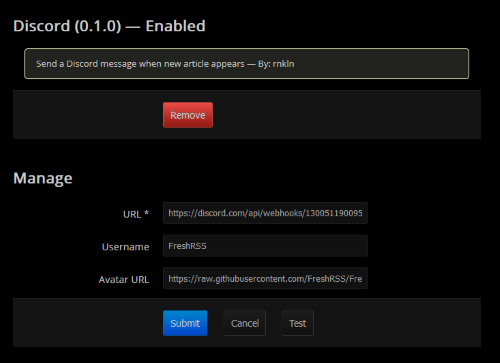 Discord (0.1.0) — Enabled
Send a Discord message when new article appears — By: rnkln
Remove
Manage
URL *
https://discord.com/api/webhooks/130051190095
Username
FreshRSS
Avatar URL
https://raw.githubusercontent.com/FreshRSS/Fre
Submit
Cancel
Test